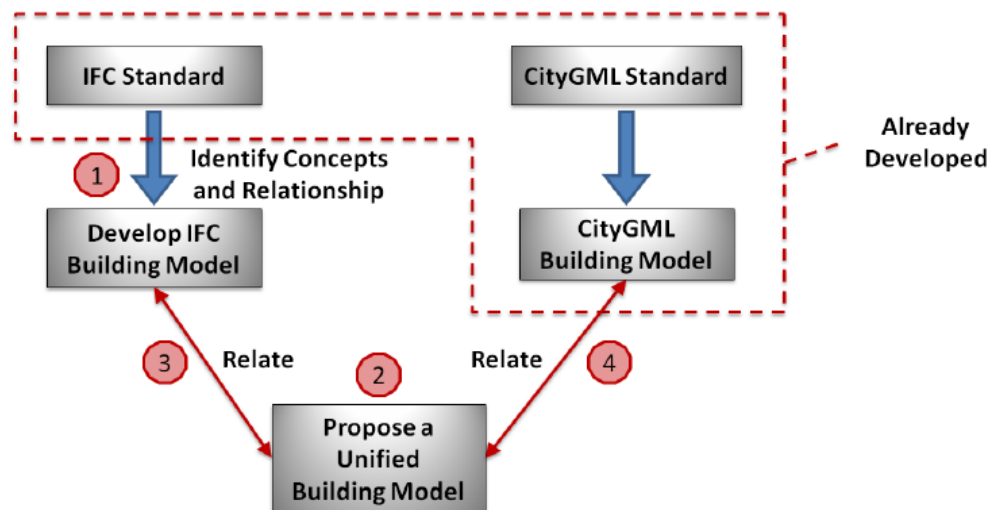 IFC Standard
CityGML Standard
Already
Developed
Identify Concepts
and Relationship
1
Develop IFC
Building Model
CityGML
Building Model
3
Relate
2
Relate
4
Propose a
Unified
Building Model